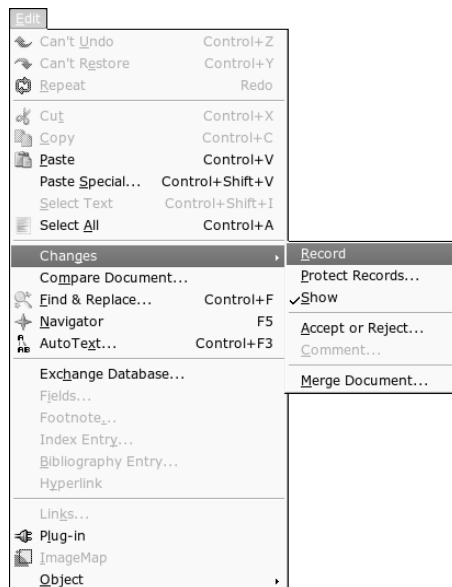 Edit
Can't Undo Control+Z
Can't Restore Control+Y
Repeat Redo
Cut Control+X
Copy Control+C
Paste Control+V
Paste Special... Control+Shift+V
Select Text Control+Shift+I
Select All Control+A
Changes
Compare Document...
Find & Replace... Control+F
Navigator F5
AutoText... Control+F3
Exchange Database...
Fields...
Footnote...
Index Entry...
Bibliography Entry...
Hyperlink
Links...
Plug-in
ImageMap
Object
Record
Protect Records...
Show
Accept or Reject...
Comment...
Merge Document...